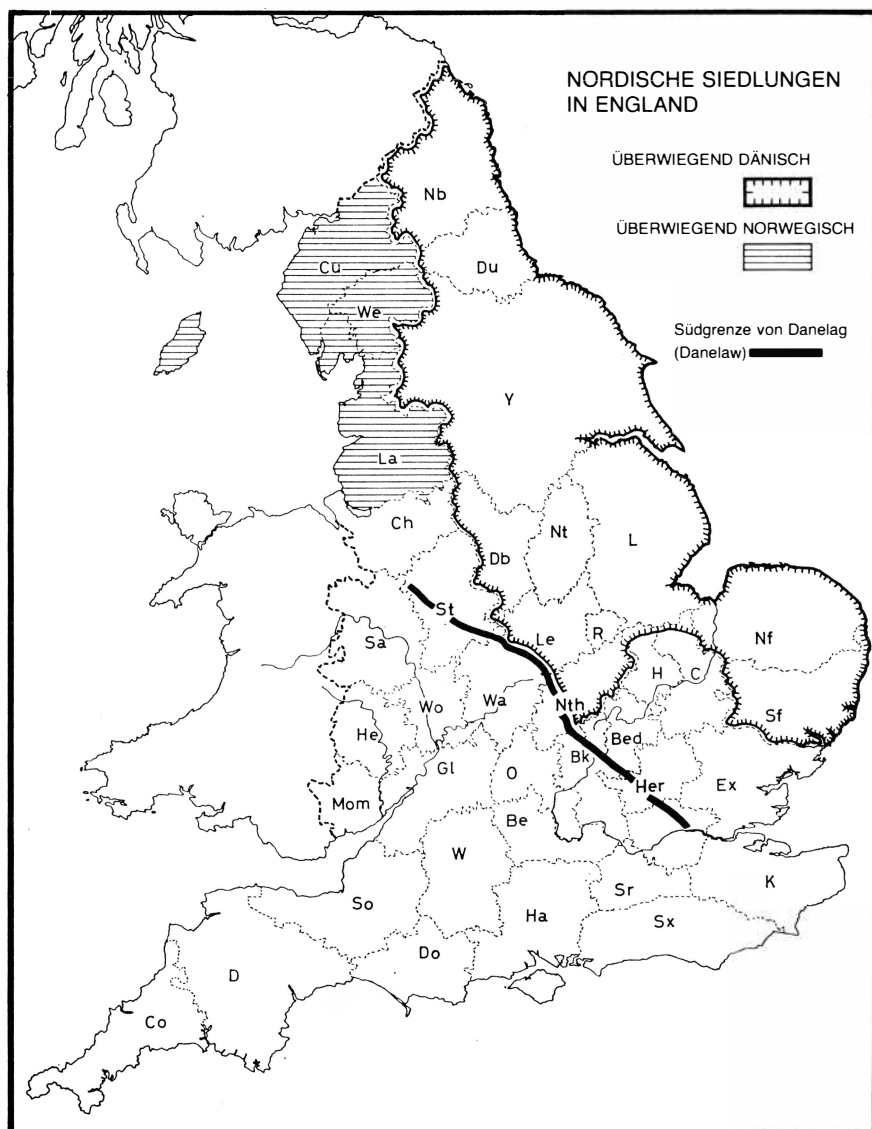 NORDISCHE SIEDLUNGEN
IN ENGLAND
ÜBERWIEGEND DÄNISCH
ÜBERWIEGEND NORWEGISCH
Südgrenze von Danelag
(Danelaw)
Nb
Cu
Du
We
Y
La
Ch
Db
Nt
L
St
Le
R
Nf
Sa
H
C
Wo
Wa
Nth
Sf
He
Bed
Gl
O
Bk
Her
Ex
Mom
Be
W
K
So
Sr
Ha
Sx
Do
D
Co